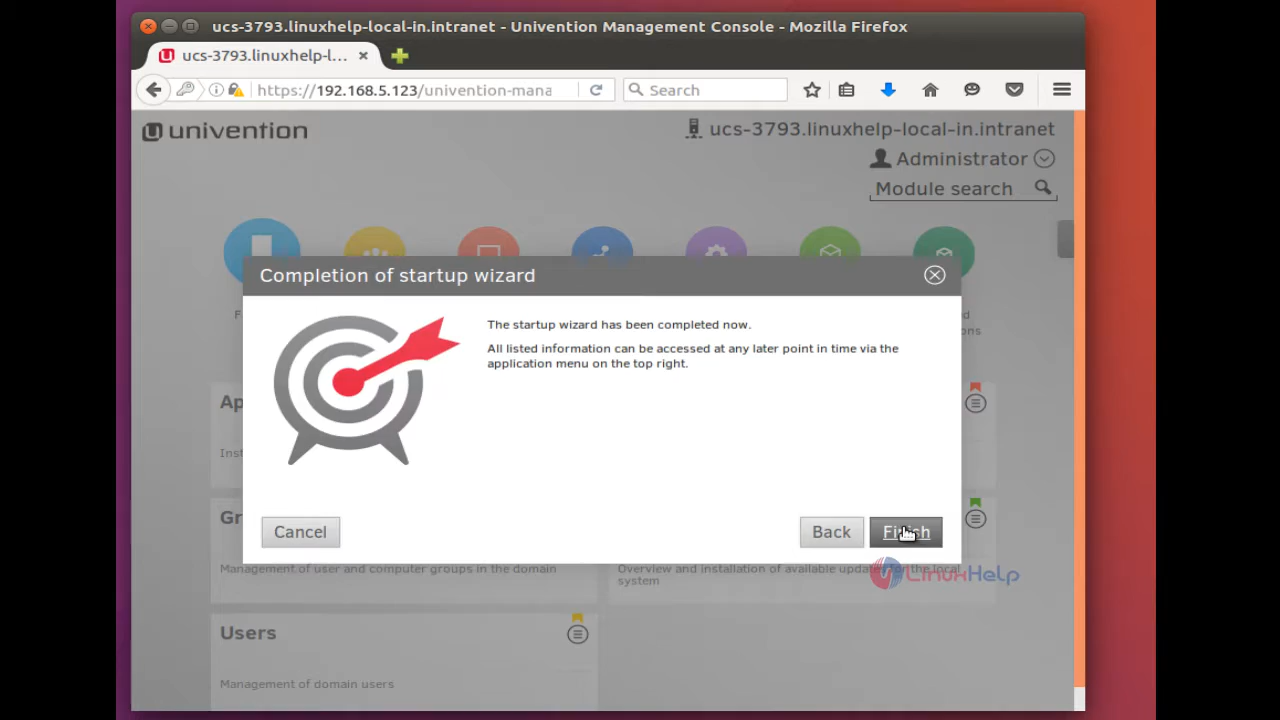 ucs-3793.linuxhelp-local-in.intranet - Univention Management Console - Mozilla Firefox
ucs-3793.linuxhelp-l...
https://192.168.5.123/univention-mana
Search
univention
ucs-3793.linuxhelp-local-in.intranet
Administrator
Module search
Completion of startup wizard
The startup wizard has been completed now.
All listed information can be accessed at any later point in time via the
application menu on the top right.
Ap
Inst
Gr
Cancel
Back
Finish
Management of user and computer groups in the domain
Overview and installation of available updates for the local
system
LinuxHelp
Users
Management of domain users